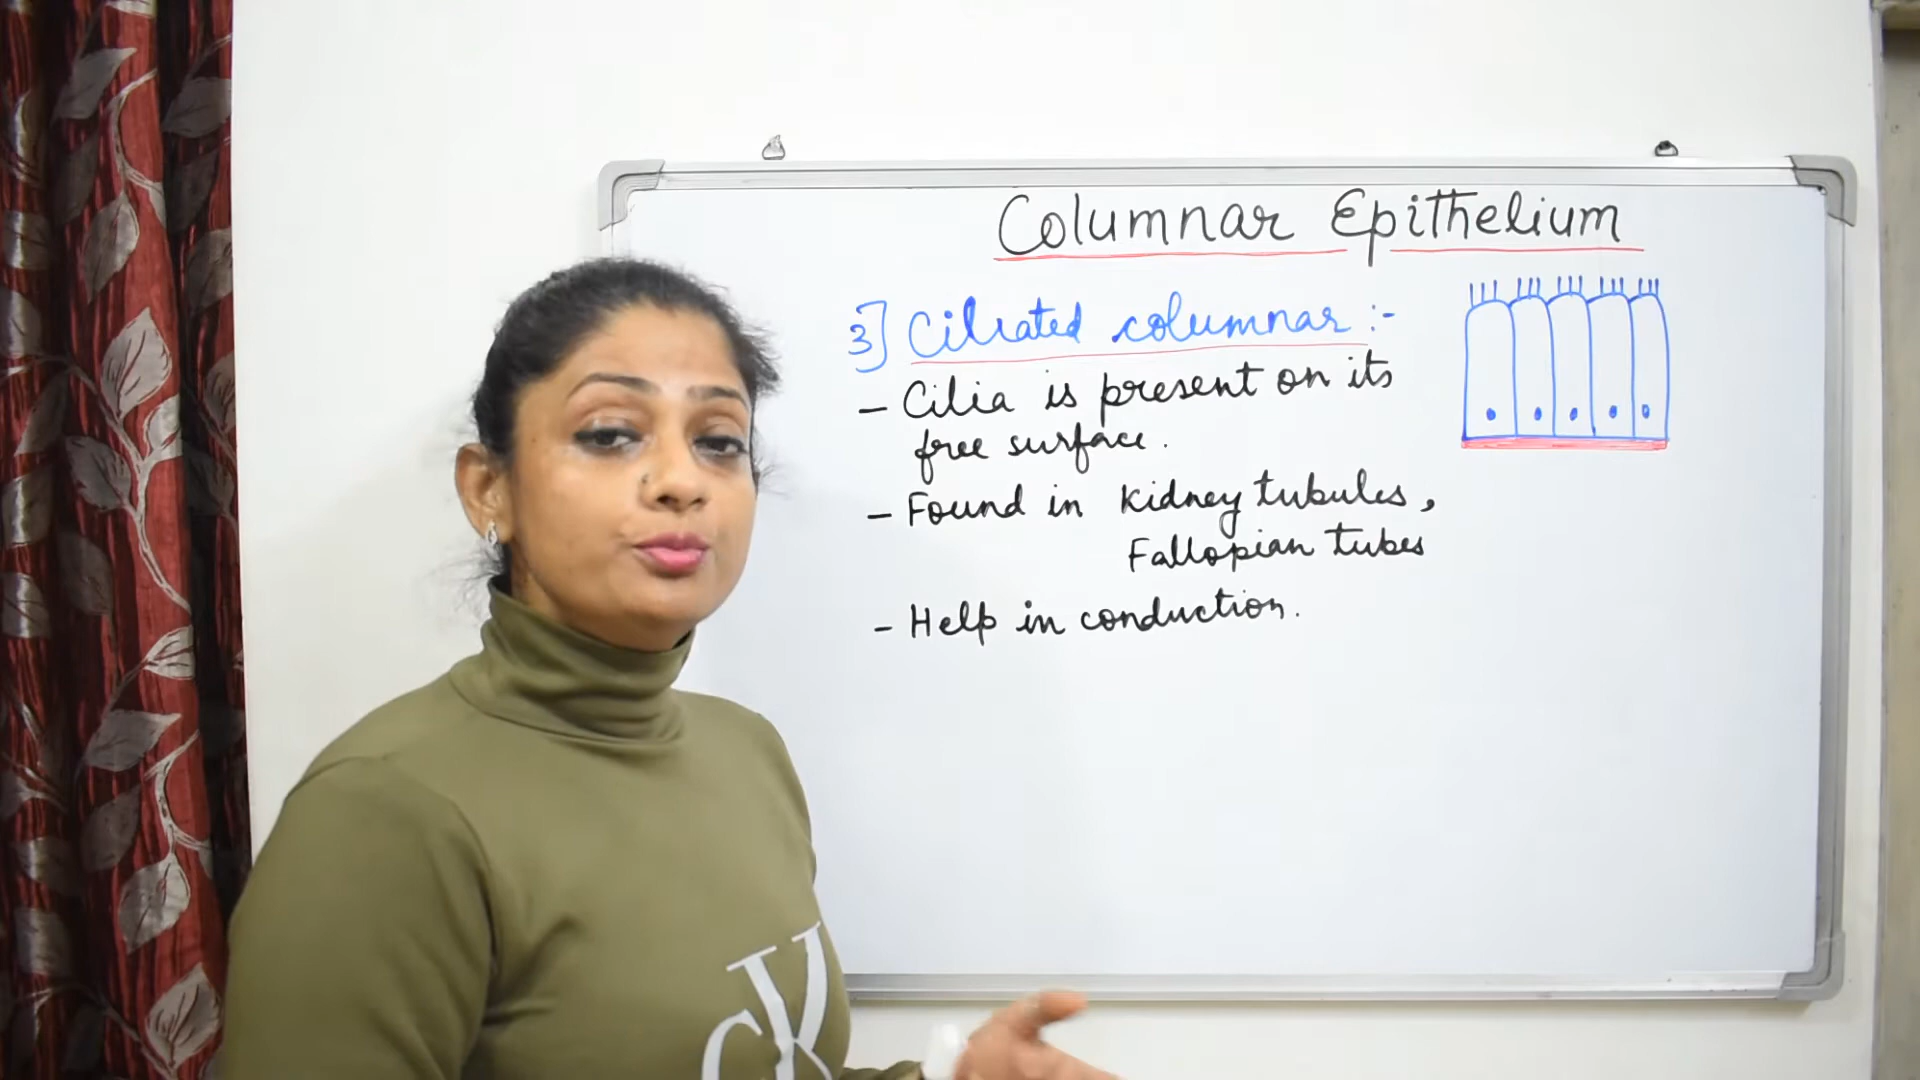 Columnar Epithelium
3] Ciliated columnar :-
- Cilia is present on its
free surface.
- Found in kidney tubules,
Fallopian tubes
- Help in conduction.
CK